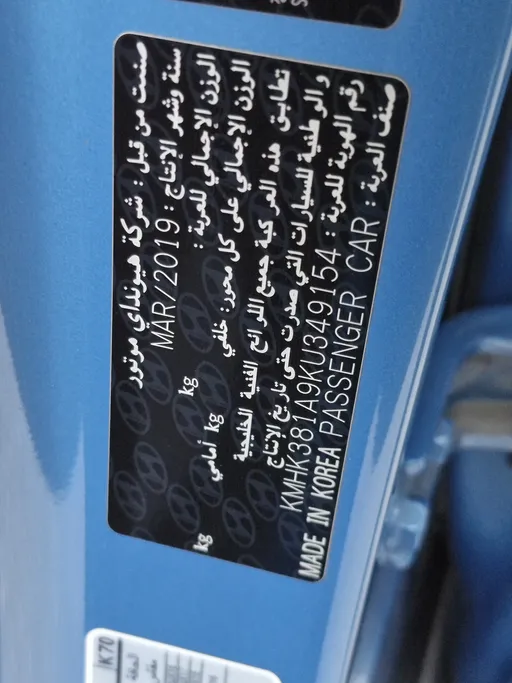 صنعت من قبل : شركة هيونداي موتور
سنة وشهر الإنتاج : MAR/2019
الوزن الإجمالي للعربة : kg
الوزن الإجمالي على كل محور: خلفي kg أمامي kg
تطابق هذه المركبة جميع اللوائح الفنية الخليجية
والوطنية للسيارات التي صدرت حتى تاريخ الإنتاج
رقم الهوية للعربة : KMHK381A9KU349154
صنف العربة : PASSENGER CAR
MADE IN KOREA
K70